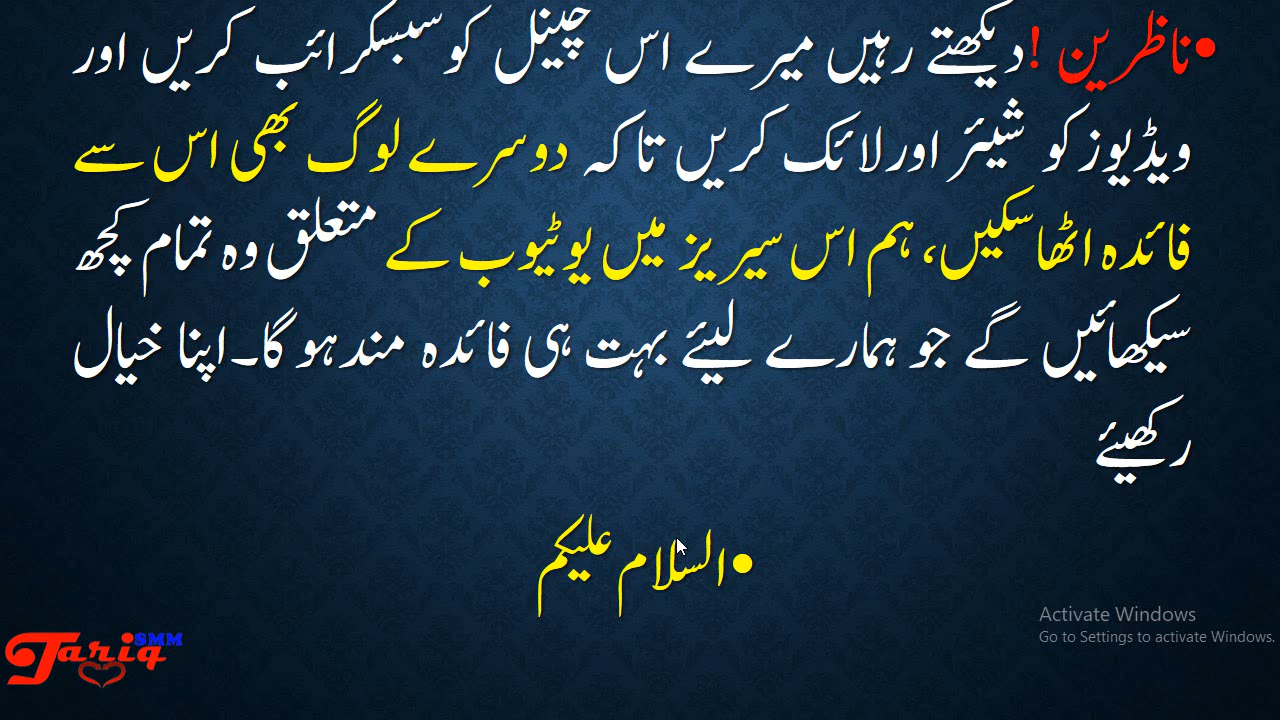 •ناظرین !دیکھتے رہیں میرے اس چینل کو سبسکرائب کریں اور
ویڈیوز کو شیئر اور لائک کریں تاکہ دوسرے لوگ بھی اس سے
فائدہ اٹھا سکیں، ہم اس سیریز میں یوٹیوب کے متعلق وہ تمام کچھ
سیکھائیں گے جو ہمارے لیئے بہت ہی فائدہ مند ہو گا۔ اپنا خیال
رکھیئے
•السلام علیکم
Activate Windows
Go to Settings to activate Windows.
SMM
Tariq